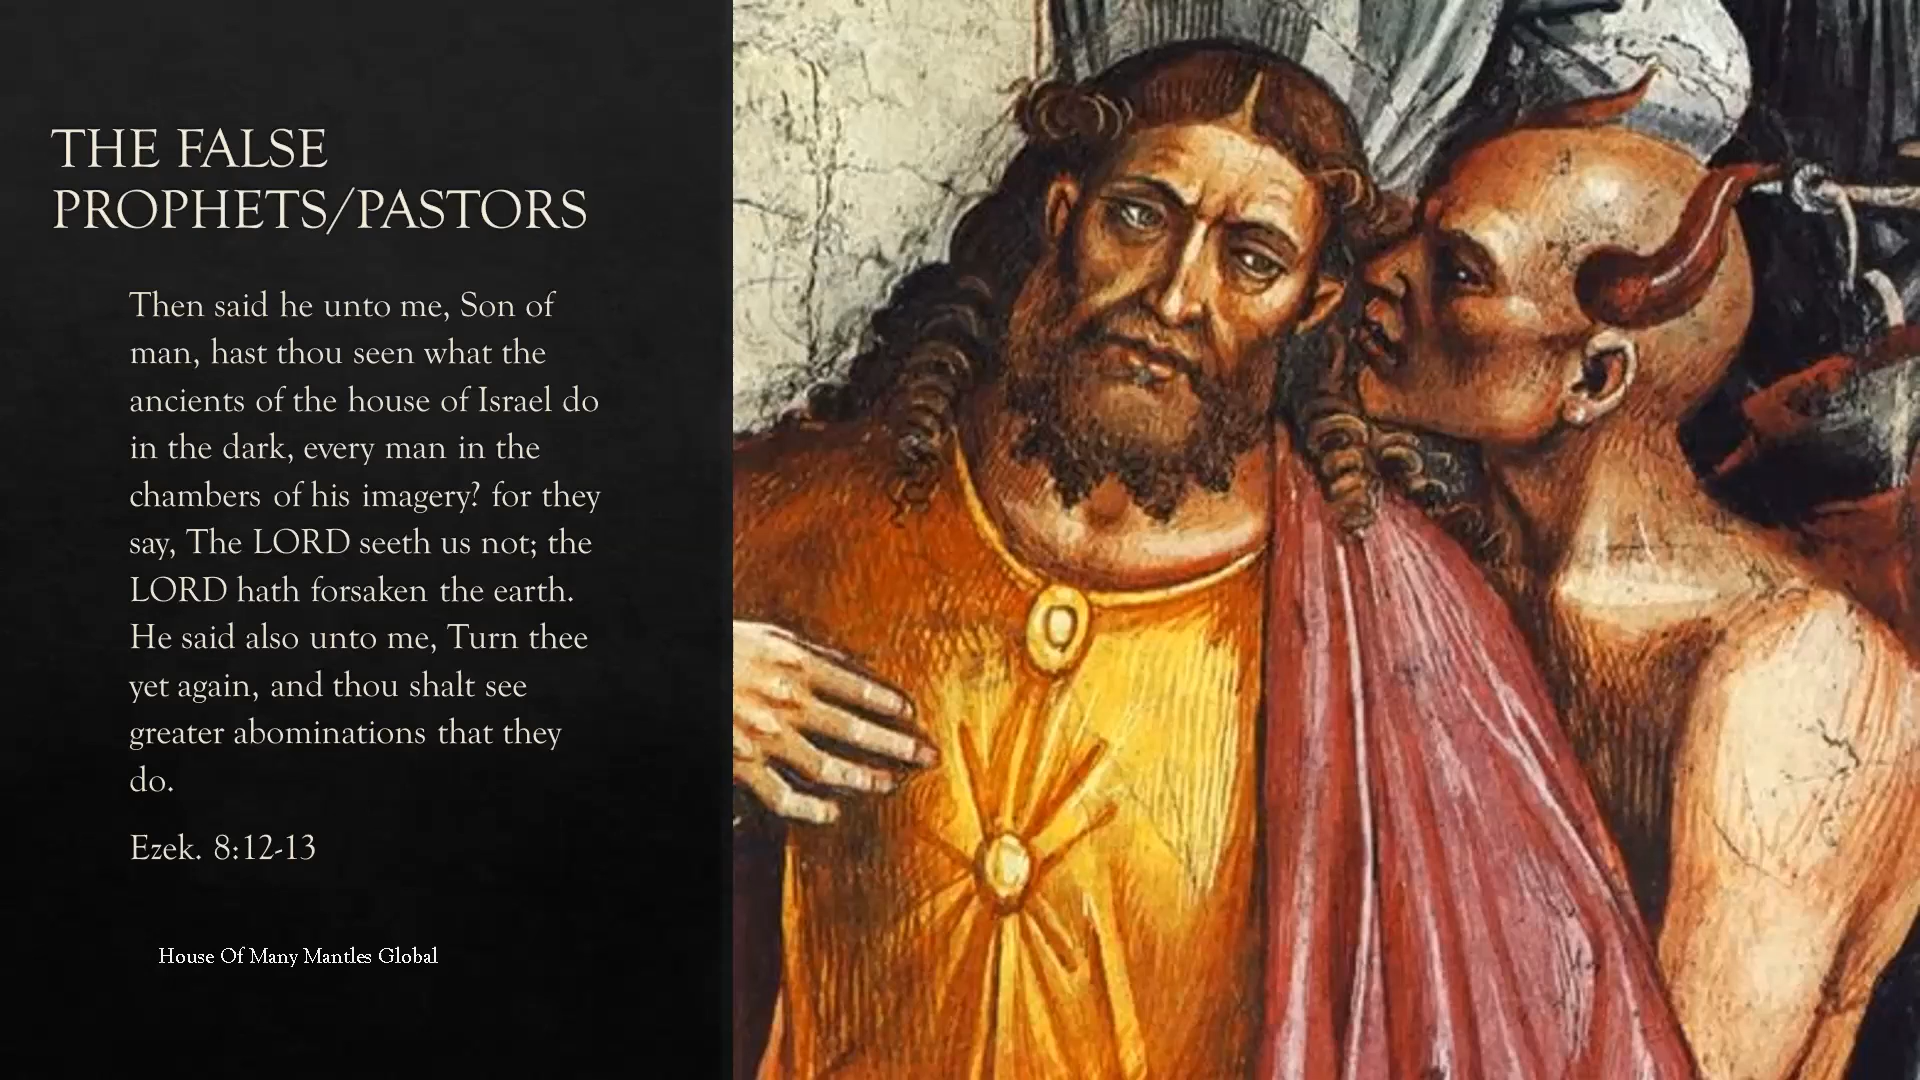 THE FALSE
PROPHETS/PASTORS
Then said he unto me, Son of
man, hast thou seen what the
ancients of the house of Israel do
in the dark, every man in the
chambers of his imagery? for they
say, The LORD seeth us not; the
LORD hath forsaken the earth.
He said also unto me, Turn thee
yet again, and thou shalt see
greater abominations that they
do.
Ezek. 8:12-13
House Of Many Mantles Global